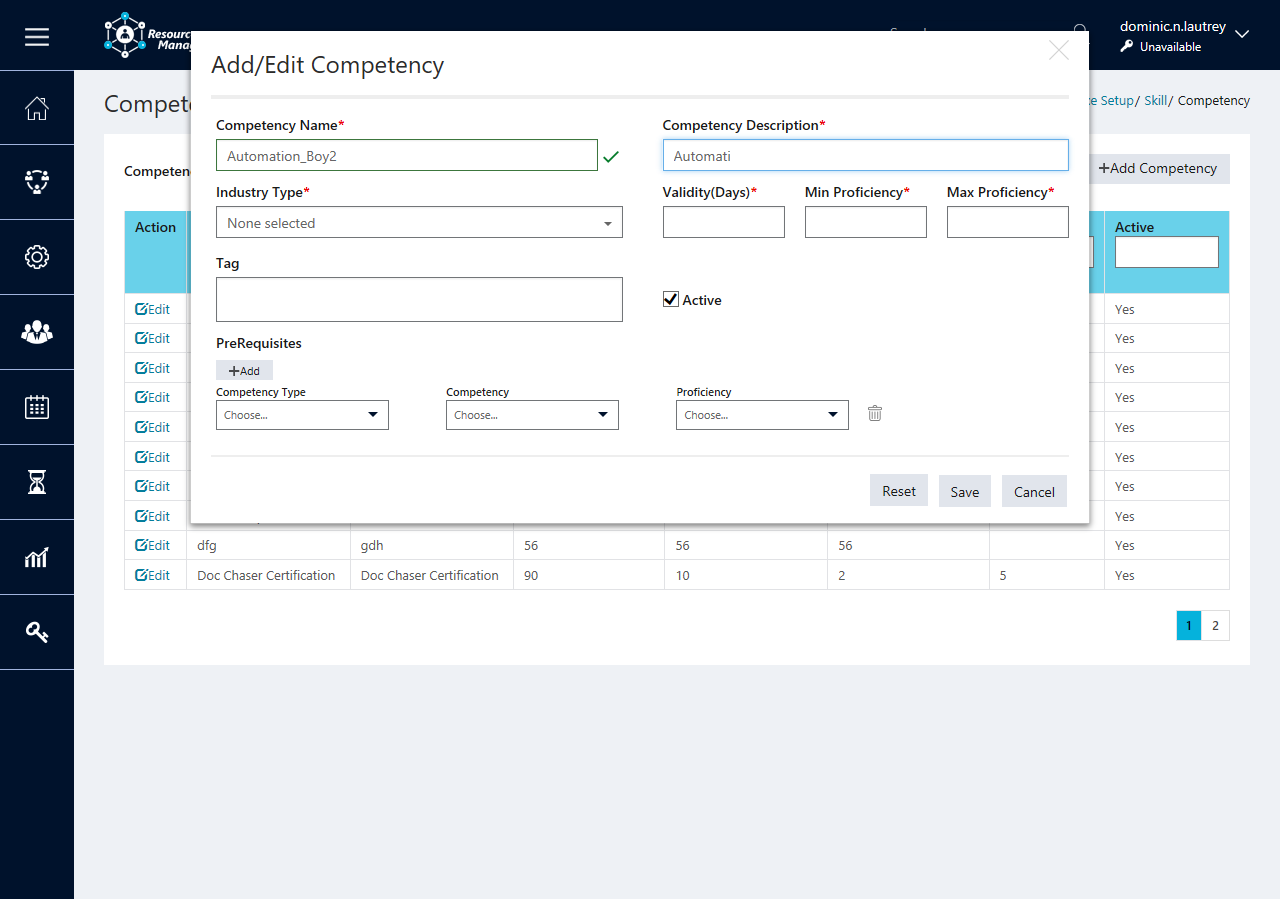 Resource
dominic.n.lautrey
Unavailable
Add/Edit Competency
Setup/ Skill/ Competency
Competency Name*
Automation_Boy2
Competency Description*
Automati
+Add Competency
Industry Type*
None selected
Validity(Days)*
Min Proficiency*
Max Proficiency*
Action
Active
Tag
Active
PreRequisites
+Add
Competency Type
Choose...
Competency
Choose...
Proficiency
Choose...
Reset
Save
Cancel
Edit Yes
Edit Yes
Edit Yes
Edit Yes
Edit Yes
Edit Yes
Edit Yes
Edit Yes
Edit dfg gdh 56 56 56 Yes
Edit Doc Chaser Certification Doc Chaser Certification 90 10 2 5 Yes
1 2